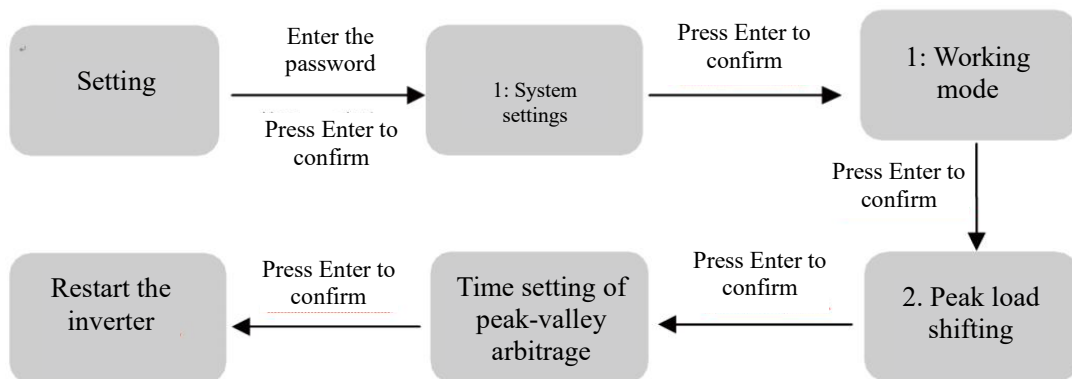 Setting
Enter the
password
Press Enter to
confirm
1: System
settings
Press Enter to
confirm
1: Working
mode
Press Enter to
confirm
2. Peak load
shifting
Press Enter to
confirm
Time setting of
peak-valley
arbitrage
Press Enter to
confirm
Restart the
inverter